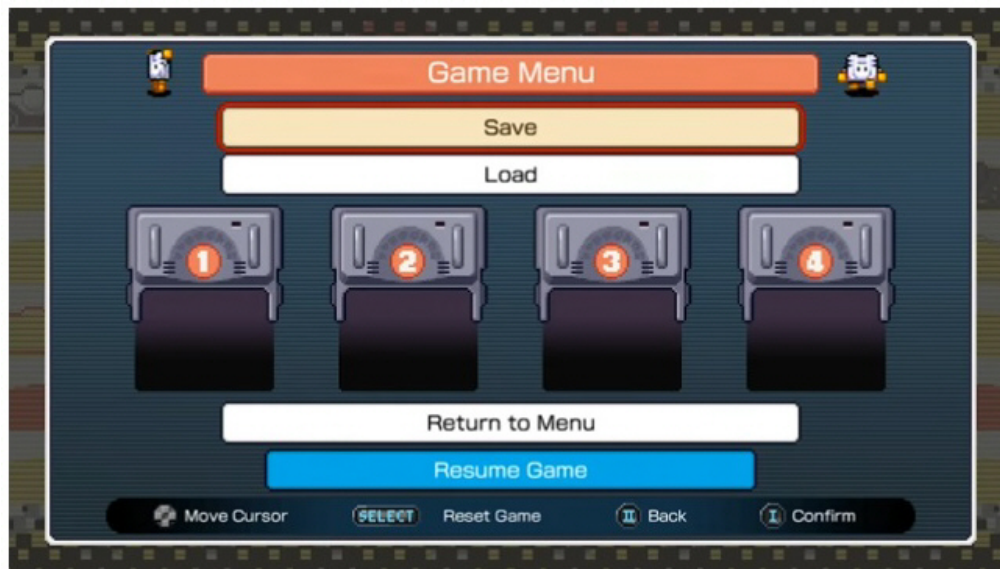 Game Menu
Save
Load
1 2 3 4
Return to Menu
Resume Game
Move Cursor SELECT Reset Game II Back I Confirm